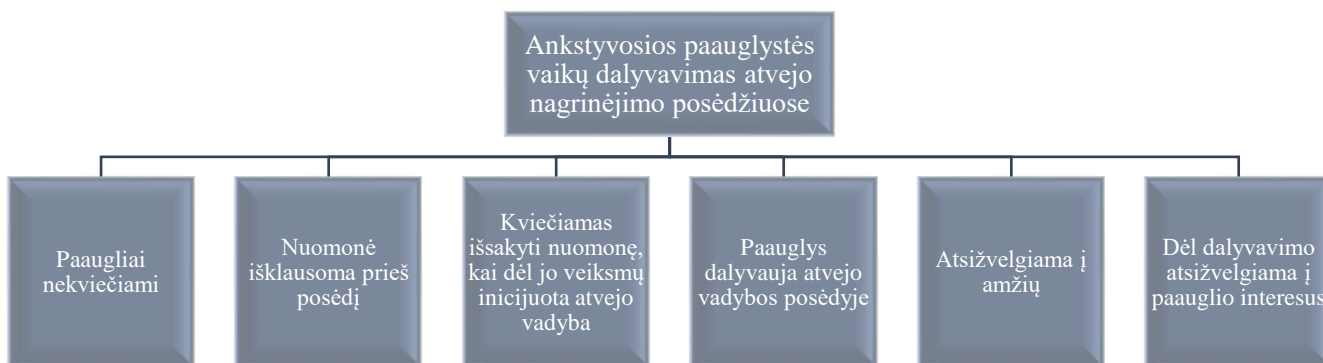 Ankstyvosios paauglystės
vaikų dalyvavimas atvejo
nagrinėjimo posėdžiuose
Paaugliai
nekviečiami
Nuomonė
išklausoma prieš
posėdį
Kviečiamas
išsakyti nuomonę,
kai dėl jo veiksmų
inicijuota atvejo
vadyba
Paauglys
dalyvauja atvejo
vadybos posėdyje
Atsižvelgiama į
amžių
Dėl dalyvavimo
atsižvelgiama į
paauglio interesus